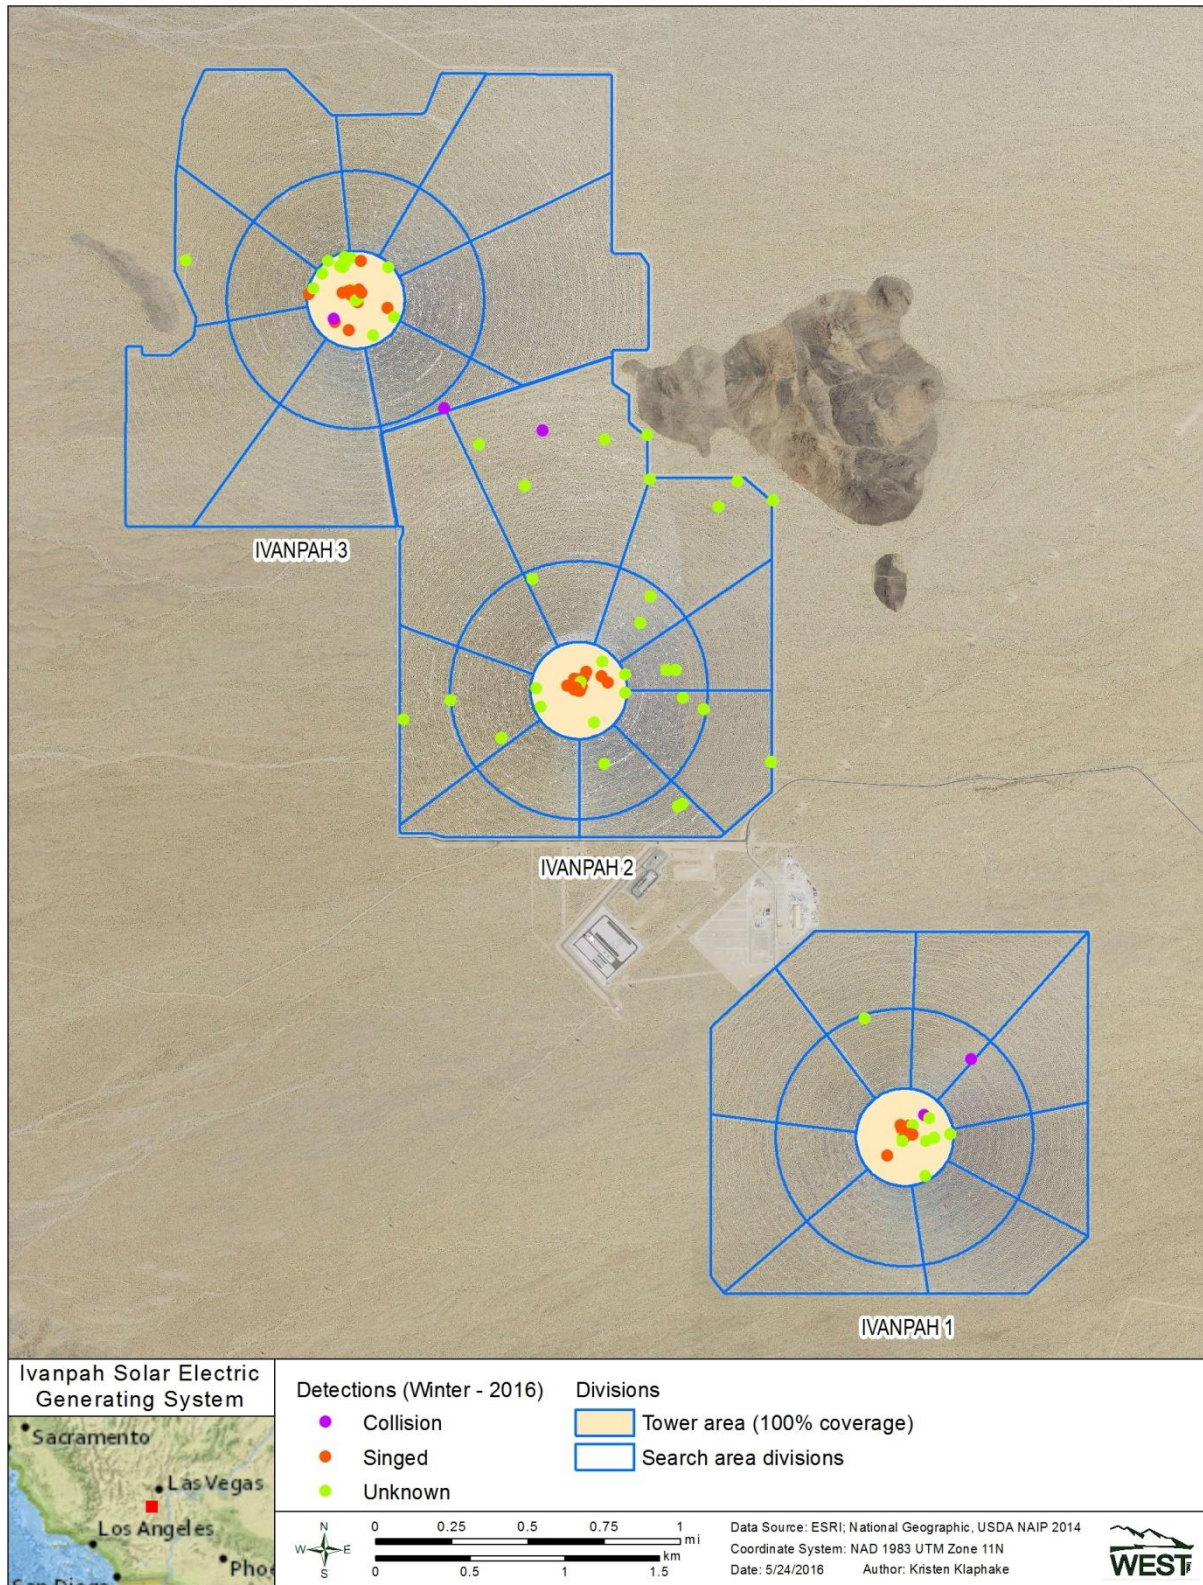 IVANPAH 3
IVANPAH 2
IVANPAH 1
Ivanpah Solar Electric
Generating System
Sacramento
Las Vegas
Los Angeles
Phoe
San Diego
Detections (Winter - 2016)
Collision
Singed
Unknown
Divisions
Tower area (100% coverage)
Search area divisions
N
W E
S
0 0.25 0.5 0.75 1
mi
km
0 0.5 1 1.5
Data Source: ESRI; National Geographic, USDA NAIP 2014
Coordinate System: NAD 1983 UTM Zone 11N
Date: 5/24/2016 Author: Kristen Klaphake
WEST